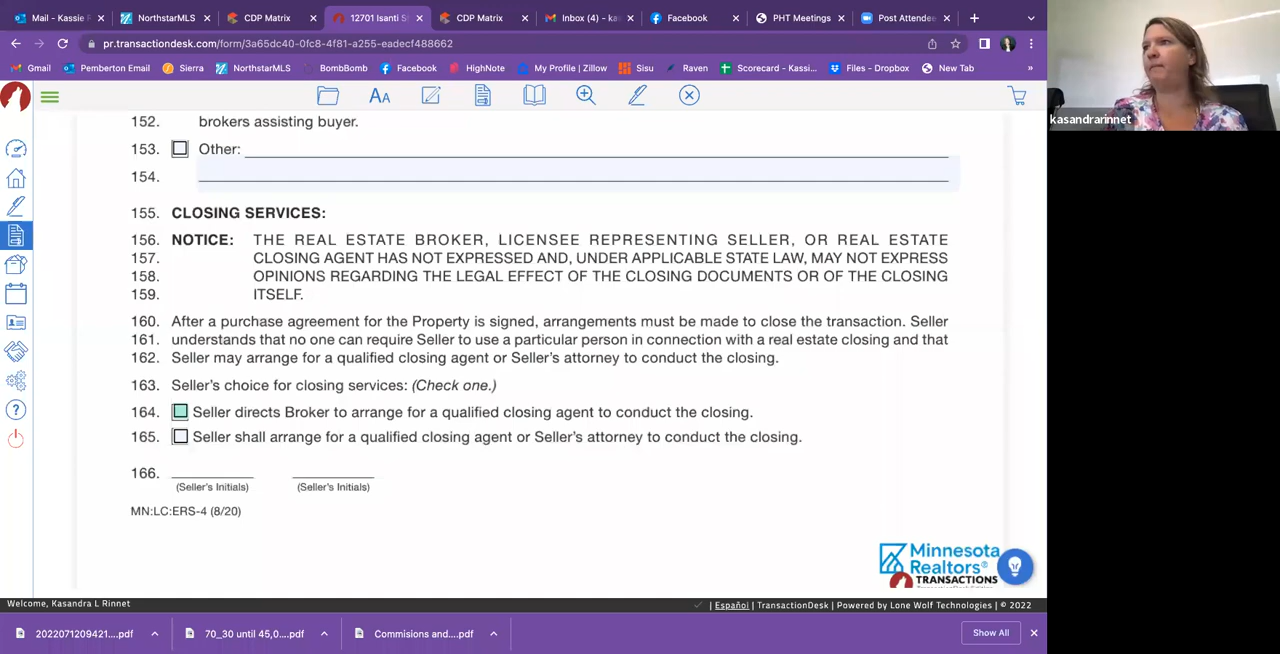 Mail - Kassie R
NorthstarMLS
CDP Matrix
12701 Isanti S
CDP Matrix
Inbox (4) - ka
Facebook
PHT Meetings
Post Attende
pr.transactiondesk.com/form/3a65dc40-0fc8-4f81-a255-eadecf488662
Gmail
Pemberton Email
Sierra
NorthstarMLS
BombBomb
Facebook
HighNote
My Profile | Zillow
Sisu
Raven
Scorecard - Kassi...
Files - Dropbox
New Tab
»
kasandrarinnet
152. brokers assisting buyer.
153. Other:
154.
155. CLOSING SERVICES:
156. NOTICE: THE REAL ESTATE BROKER, LICENSEE REPRESENTING SELLER, OR REAL ESTATE
157. CLOSING AGENT HAS NOT EXPRESSED AND, UNDER APPLICABLE STATE LAW, MAY NOT EXPRESS
158. OPINIONS REGARDING THE LEGAL EFFECT OF THE CLOSING DOCUMENTS OR OF THE CLOSING
159. ITSELF.
160. After a purchase agreement for the Property is signed, arrangements must be made to close the transaction. Seller
161. understands that no one can require Seller to use a particular person in connection with a real estate closing and that
162. Seller may arrange for a qualified closing agent or Seller's attorney to conduct the closing.
163. Seller's choice for closing services: (Check one.)
164. Seller directs Broker to arrange for a qualified closing agent to conduct the closing.
165. Seller shall arrange for a qualified closing agent or Seller's attorney to conduct the closing.
166.
(Seller's Initials) (Seller's Initials)
MN:LC:ERS-4 (8/20)
Minnesota
Realtors®
TRANSACTIONS
Welcome, Kasandra L Rinnet
| Español | TransactionDesk | Powered by Lone Wolf Technologies | © 2022
2022071209421....pdf
70_30 until 45,0....pdf
Commisions and....pdf
Show All